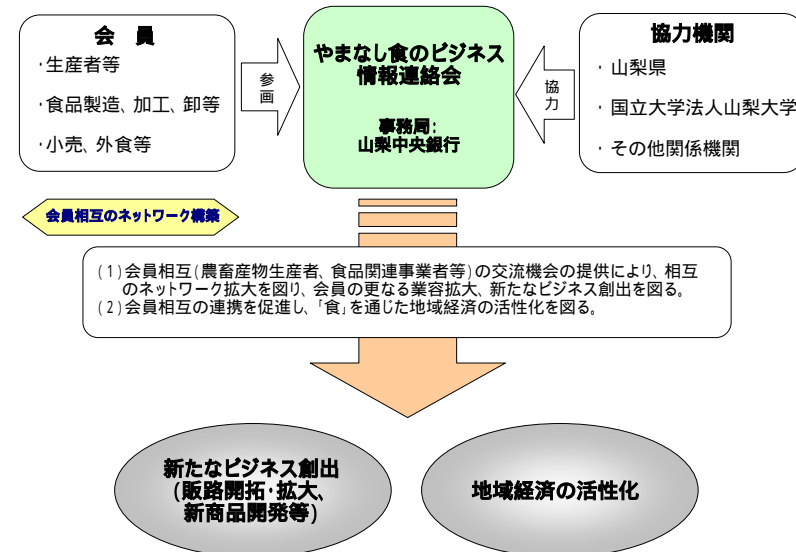 会　員
･生産者等
･食品製造、加工、卸等
･小売、外食等
参画
やまなし食のビジネス
情報連絡会
事務局：
山梨中央銀行
協力
協力機関
･ 山梨県
･ 国立大学法人山梨大学
･ その他関係機関
会員相互のネットワーク構築
(1)会員相互(農畜産物生産者、食品関連事業者等)の交流機会の提供により、相互
のネットワーク拡大を図り、会員の更なる業容拡大、新たなビジネス創出を図る。
(2)会員相互の連携を促進し、「食」を通じた地域経済の活性化を図る。
新たなビジネス創出
(販路開拓･拡大、
新商品開発等)
地域経済の活性化